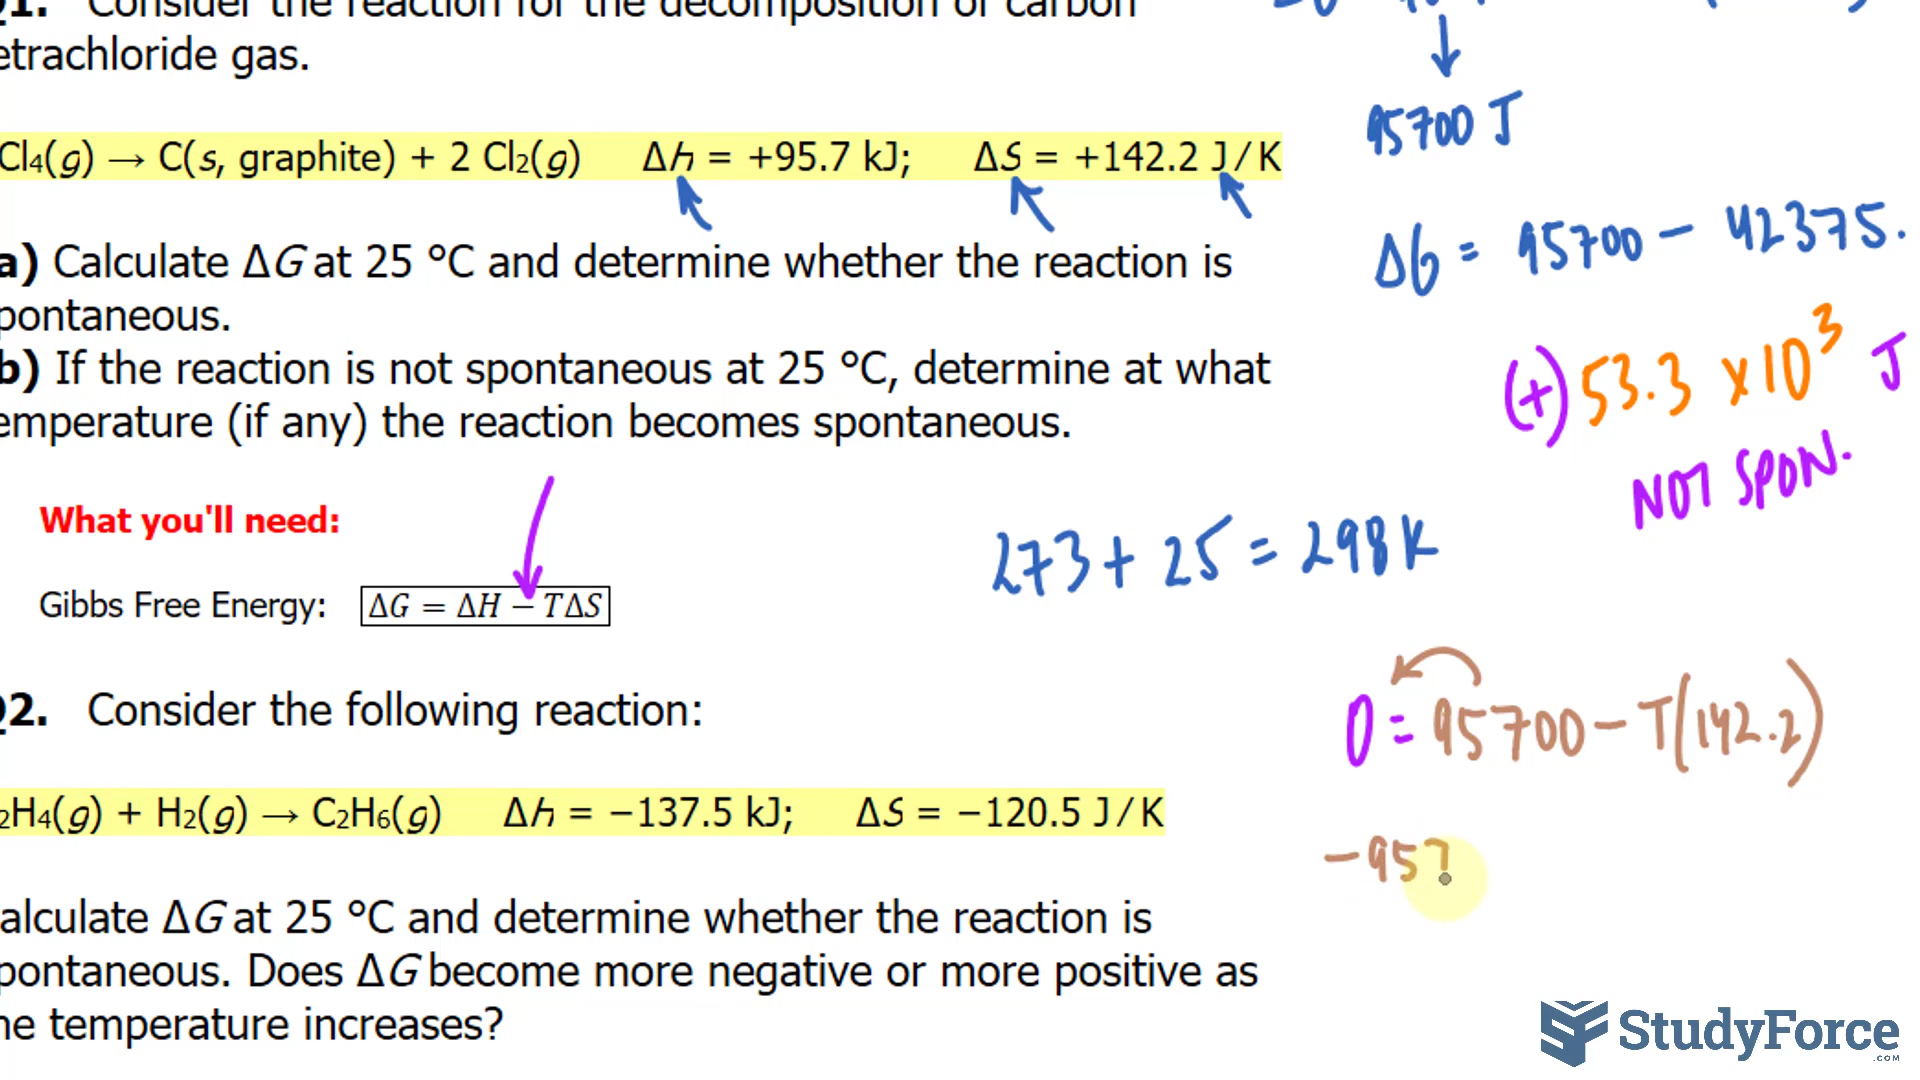 Consider the reaction for the decomposition of carbon
etrachloride gas.
Cl4(g) → C(s, graphite) + 2 Cl2(g) Δh = +95.7 kJ; ΔS = +142.2 J/K
a) Calculate ΔG at 25 °C and determine whether the reaction is
pontaneous.
b) If the reaction is not spontaneous at 25 °C, determine at what
emperature (if any) the reaction becomes spontaneous.
What you'll need:
Gibbs Free Energy: ΔG = ΔH − TΔS
Q2. Consider the following reaction:
2H4(g) + H2(g) → C2H6(g) Δh = −137.5 kJ; ΔS = −120.5 J/K
alculate ΔG at 25 °C and determine whether the reaction is
pontaneous. Does ΔG become more negative or more positive as
he temperature increases?
95700 J
ΔG = 95700 − 42375.
(+) 53.3 ×10³ J
NOT SPON.
273 + 25 = 298 K
0 = 95700 − T(142.2)
−957
StudyForce
.COM